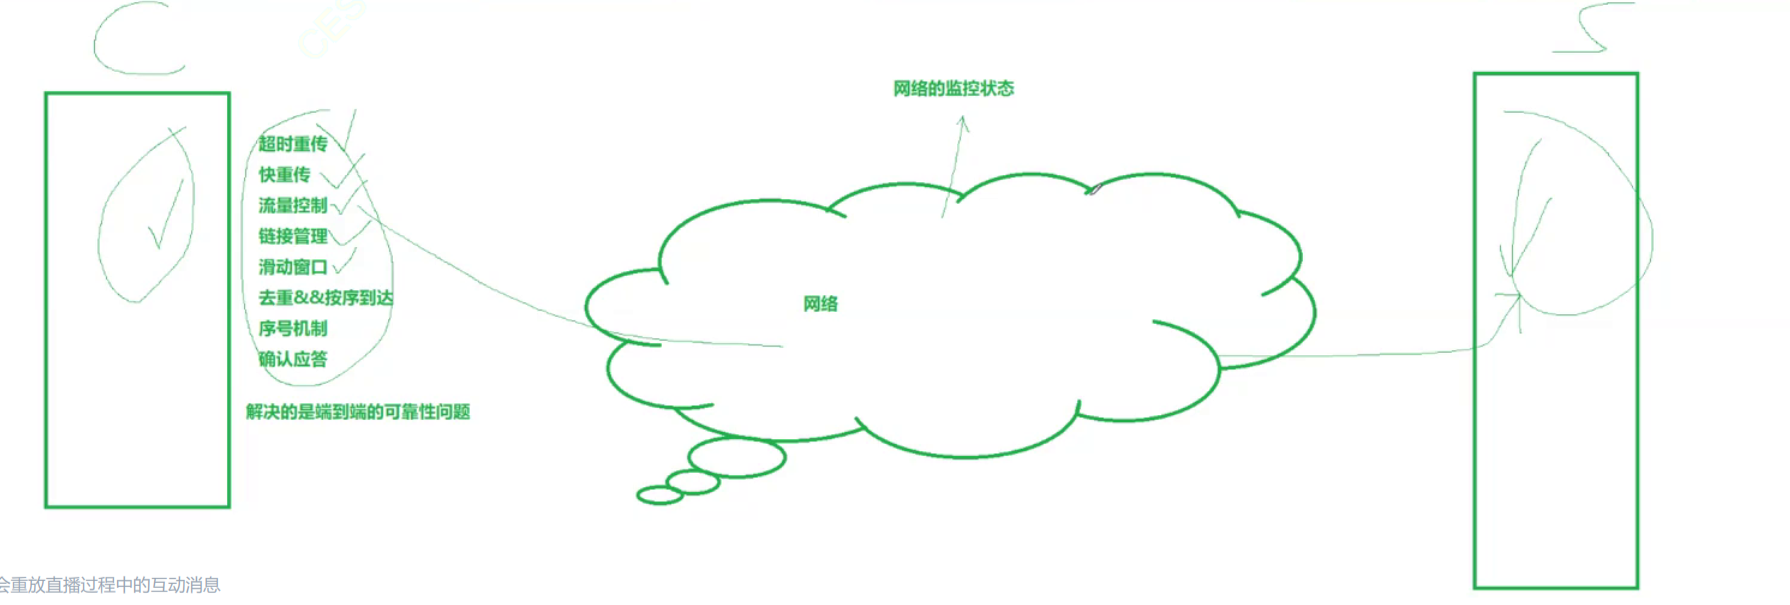 C
S
网络的监控状态
超时重传
快重传
流量控制
链接管理
滑动窗口
去重&&按序到达
序号机制
确认应答
解决的是端到端的可靠性问题
网络
会重放直播过程中的互动消息